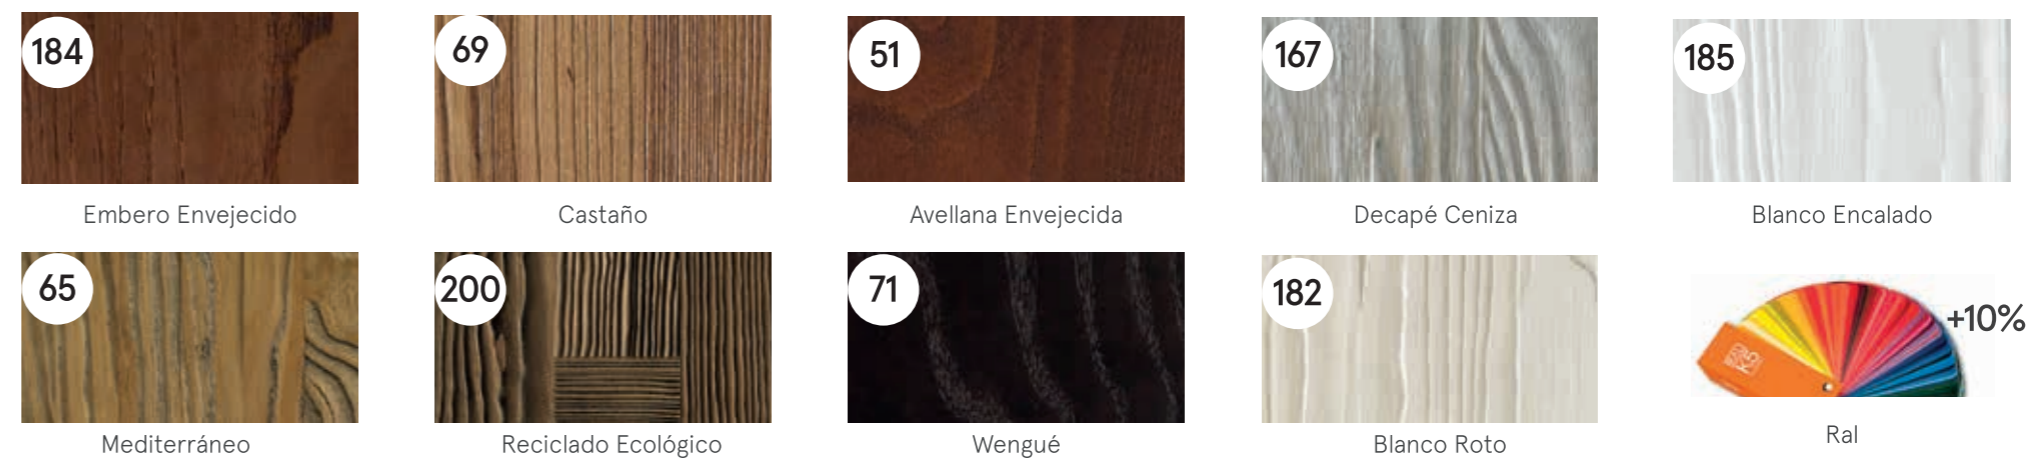 184
69
51
167
185
Embero Envejecido
Castaño
Avellana Envejecida
Decapé Ceniza
Blanco Encalado
65
200
71
182
+10%
K5
Mediterráneo
Reciclado Ecológico
Wengué
Blanco Roto
Ral